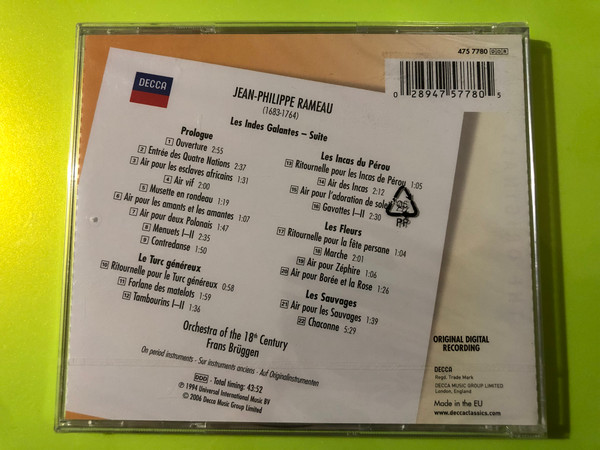 475 7780
DECCA
0 28947 57780 5
JEAN-PHILIPPE RAMEAU
(1683-1764)
Les Indes Galantes – Suite
Prologue
1 Ouverture 2:55
2 Entrée des Quatre Nations 2:37
3 Air pour les esclaves africains 1:31
4 Air vif 2:00
5 Musette en rondeau 1:19
6 Air pour les amants et les amantes 1:07
7 Air pour deux Polonais 1:47
8 Menuets I–II 2:35
9 Contredanse 1:50
Le Turc généreux
10 Ritournelle pour le Turc généreux 0:58
11 Forlane des matelots 1:59
12 Tambourins I–II 1:36
Les Incas du Pérou
13 Ritournelle pour les Incas de Pérou 1:05
14 Air des Incas 2:12
15 Air pour l'adoration de soleil
16 Gavottes I–II 2:30
PP
Les Fleurs
17 Ritournelle pour la fête persane 1:04
18 Marche 2:01
19 Air pour Zéphire 1:06
20 Air pour Borée et la Rose 1:26
Les Sauvages
21 Air pour les Sauvages 1:39
22 Chaconne 5:29
Orchestra of the 18th Century
Frans Brüggen
On period instruments · Sur instruments anciens · Auf Originalinstrumenten
DDD · Total timing: 43:52
℗ 1994 Universal International Music BV
© 2006 Decca Music Group Limited
ORIGINAL DIGITAL
RECORDING
DECCA
Regd. Trade Mark
DECCA MUSIC GROUP LIMITED
London, England
Made in the EU
www.deccaclassics.com